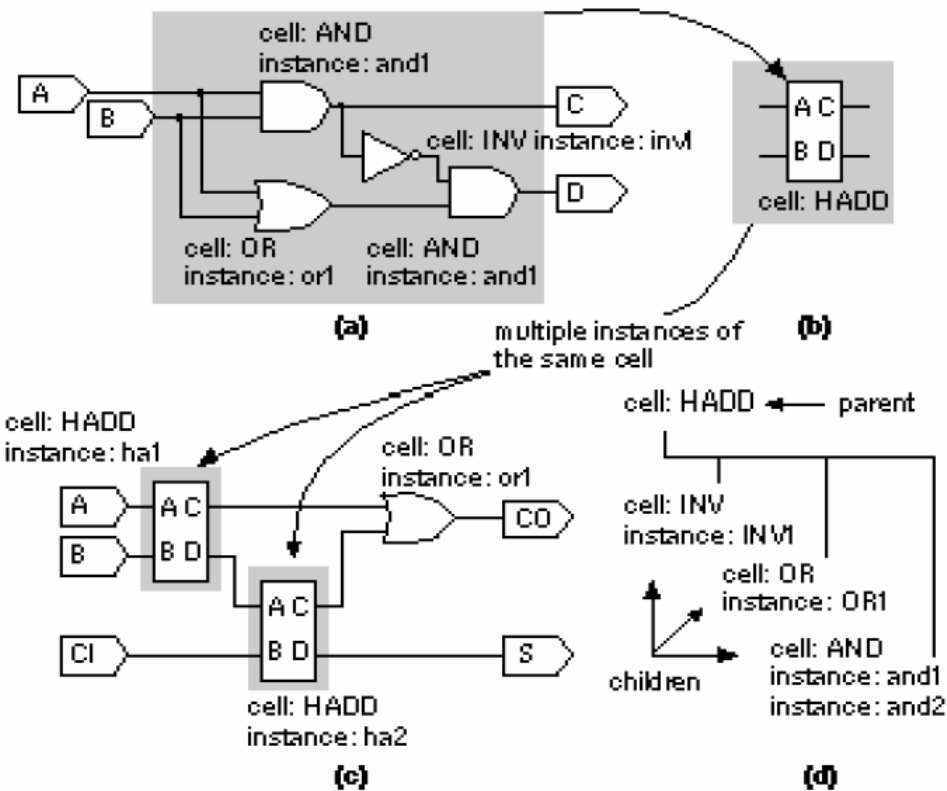 cell: AND
instance: and1
A
B
C
cell: INV instance: inv1
D
cell: OR
instance: or1
cell: AND
instance: and1
(a)
A C
B D
cell: HADD
(b)
multiple instances of
the same cell
cell: HADD
instance: ha1
A
B
CI
A C
B D
cell: OR
instance: or1
CO
A C
B D
S
cell: HADD
instance: ha2
(c)
cell: HADD
parent
cell: INV
instance: INV1
cell: OR
instance: OR1
cell: AND
instance: and1
instance: and2
children
(d)